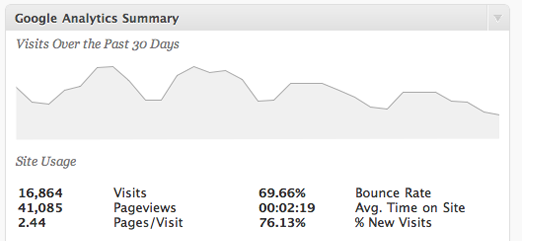 Google Analytics Summary
Visits Over the Past 30 Days
Site Usage
16,864 Visits 69.66% Bounce Rate
41,085 Pageviews 00:02:19 Avg. Time on Site
2.44 Pages/Visit 76.13% % New Visits